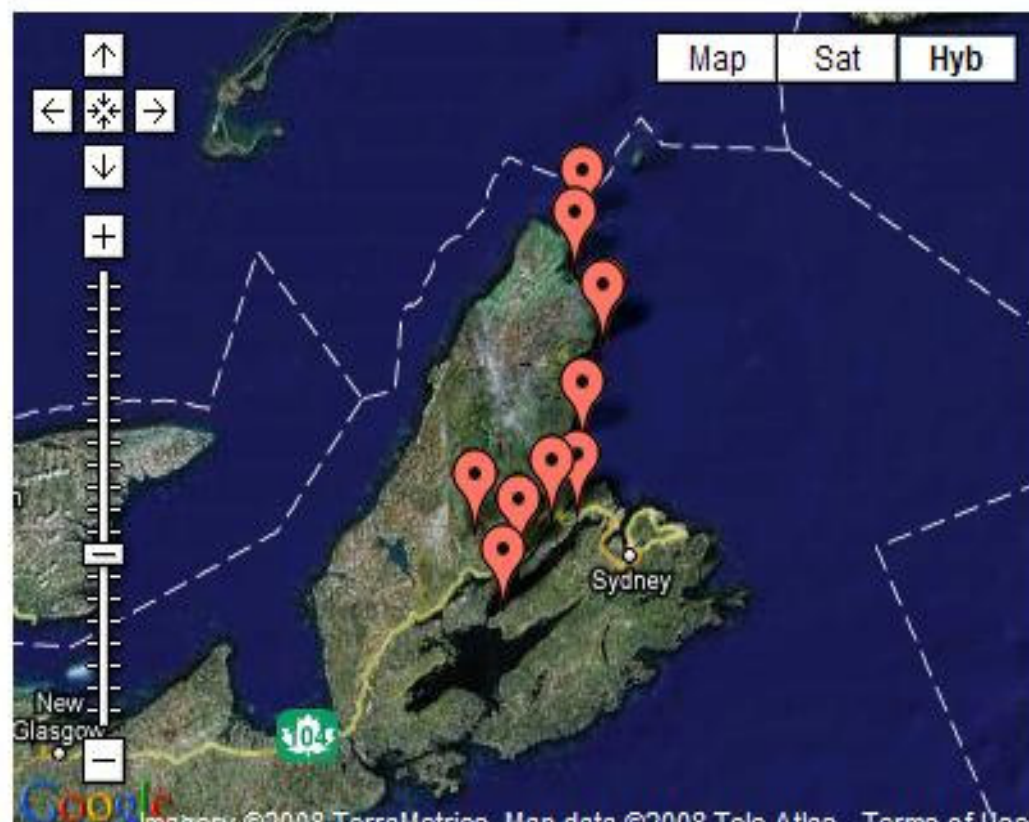 Map Sat Hyb
Sydney
New
Glasgow
104
Google
Imagery ©2008 TerraMetrics, Map data ©2008 Tele Atlas - Terms of Use